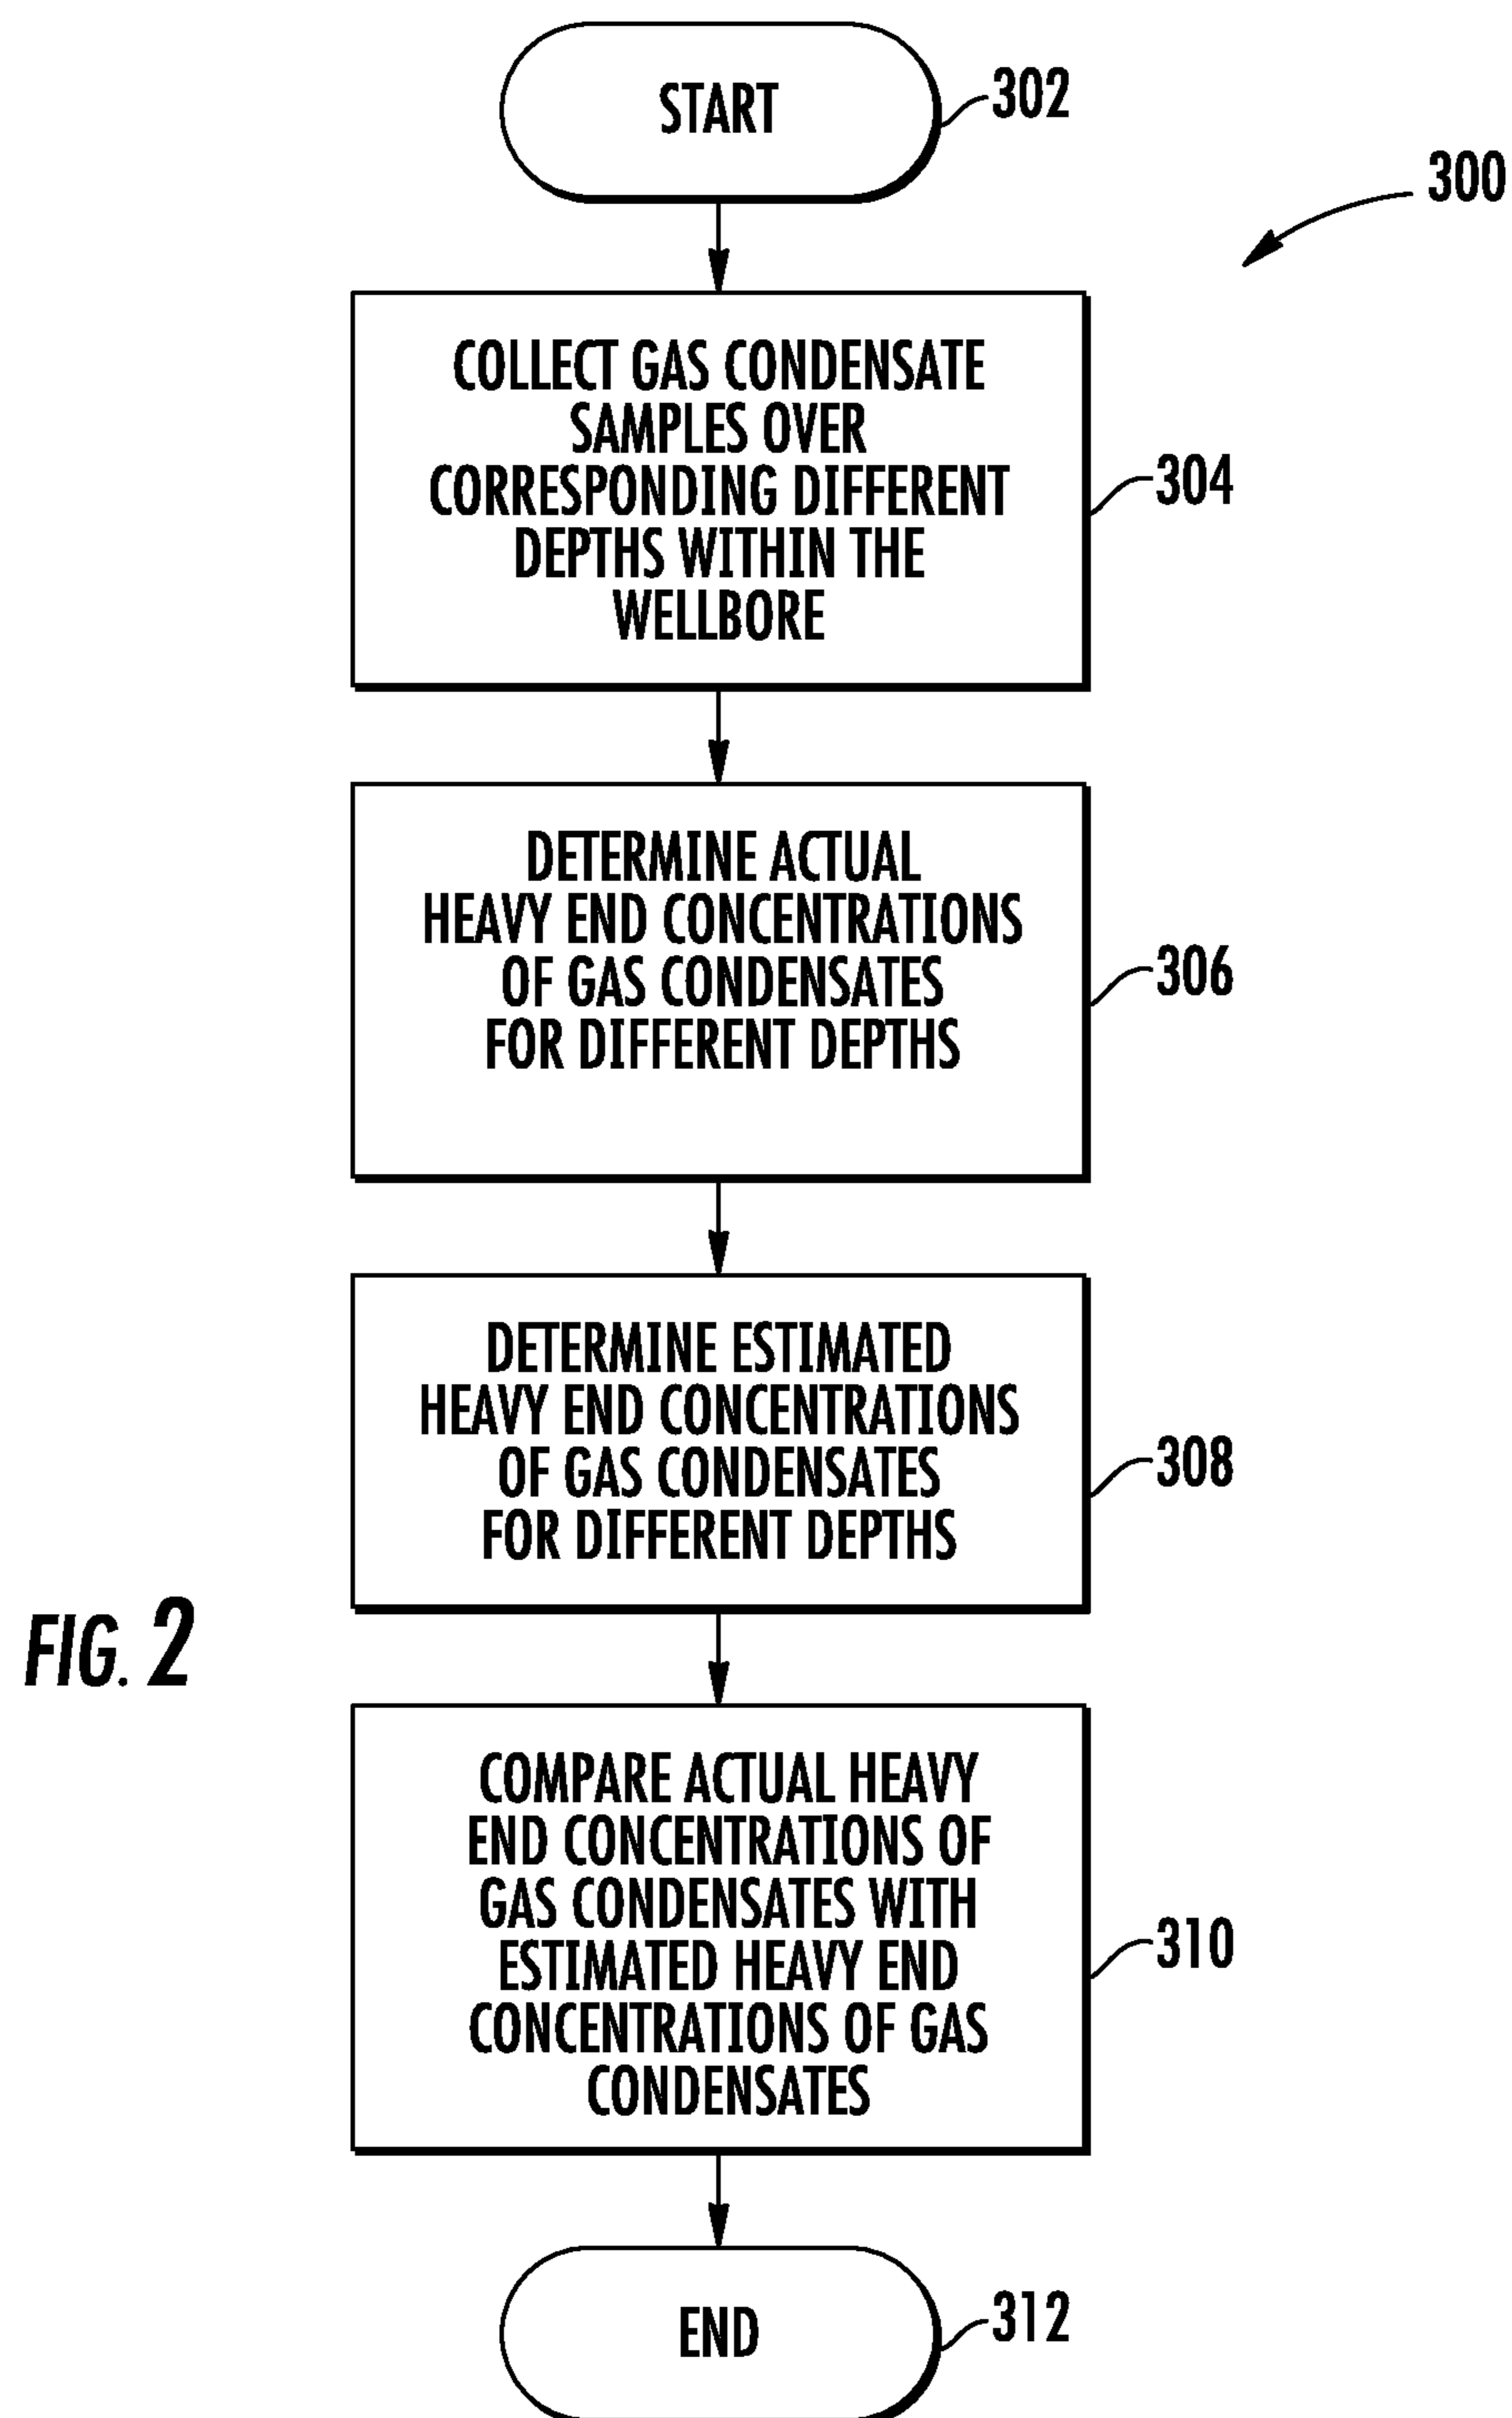 START
302
300
COLLECT GAS CONDENSATE
SAMPLES OVER
CORRESPONDING DIFFERENT
DEPTHS WITHIN THE
WELLBORE
304
DETERMINE ACTUAL
HEAVY END CONCENTRATIONS
OF GAS CONDENSATES
FOR DIFFERENT DEPTHS
306
DETERMINE ESTIMATED
HEAVY END CONCENTRATIONS
OF GAS CONDENSATES
FOR DIFFERENT DEPTHS
308
FIG. 2
COMPARE ACTUAL HEAVY
END CONCENTRATIONS OF
GAS CONDENSATES WITH
ESTIMATED HEAVY END
CONCENTRATIONS OF GAS
CONDENSATES
310
END
312